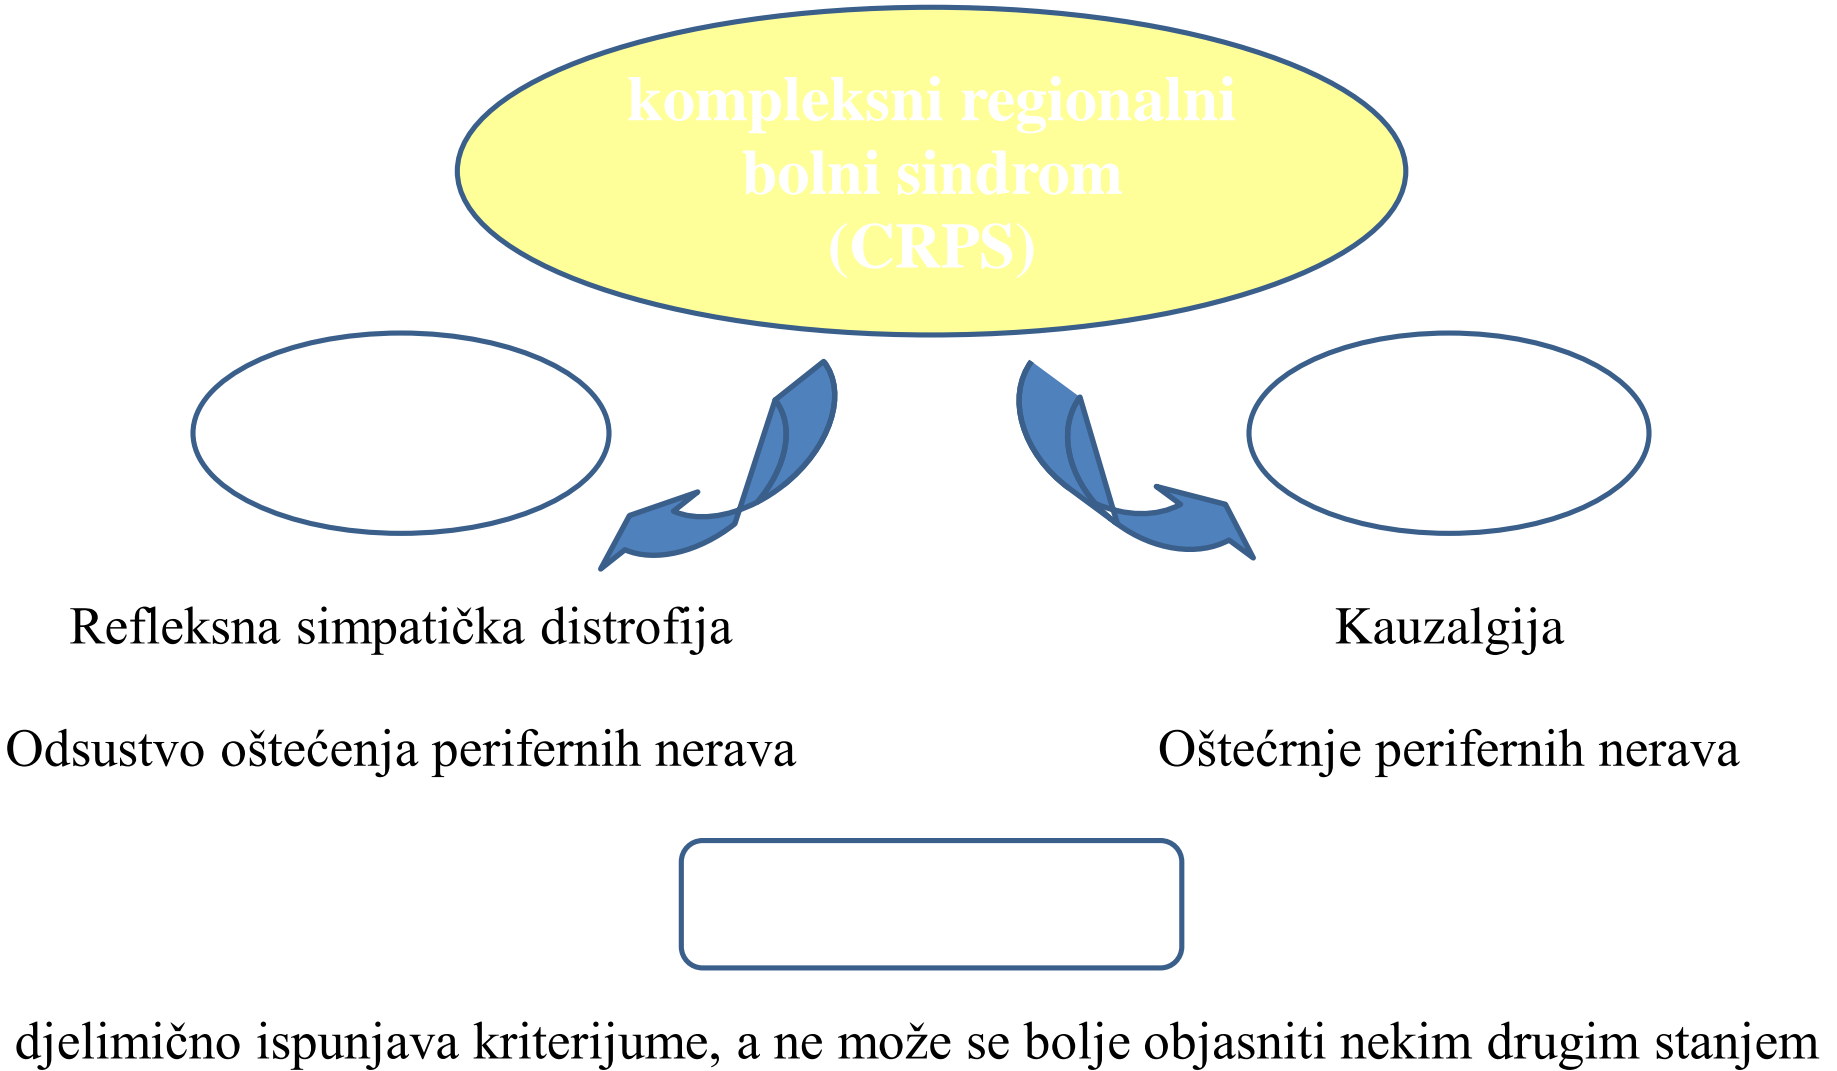 kompleksni regionalni
bolni sindrom
(CRPS)
Refleksna simpatička distrofija
Kauzalgija
Odsustvo oštećenja perifernih nerava
Oštećrnje perifernih nerava
djelimično ispunjava kriterijume, a ne može se bolje objasniti nekim drugim stanjem